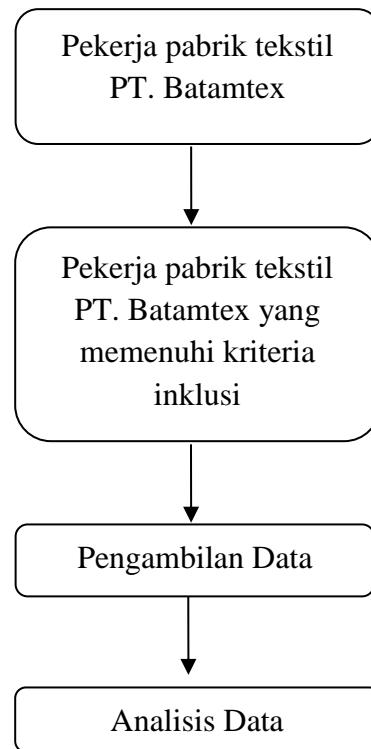 Pekerja pabrik tekstil
PT. Batamtex
Pekerja pabrik tekstil
PT. Batamtex yang
memenuhi kriteria
inklusi
Pengambilan Data
Analisis Data